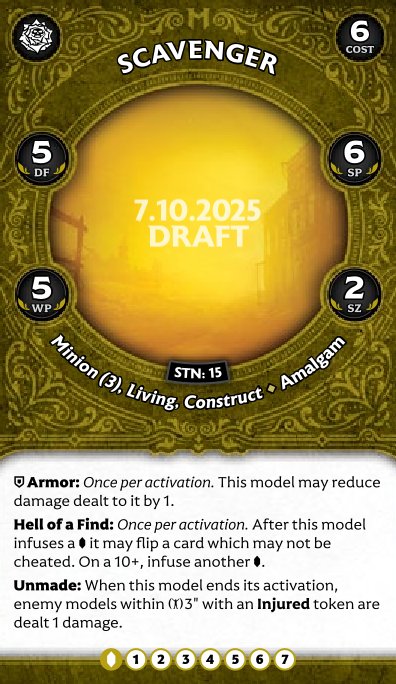 SCAVENGER
6
COST
5
DF
6
SP
7.10.2025
DRAFT
5
WP
2
SZ
STN: 15
Minion (3), Living, Construct ◆ Amalgam
Armor: Once per activation. This model may reduce
damage dealt to it by 1.
Hell of a Find: Once per activation. After this model
infuses a it may flip a card which may not be
cheated. On a 10+, infuse another .
Unmade: When this model ends its activation,
enemy models within 3" with an Injured token are
dealt 1 damage.
1 2 3 4 5 6 7